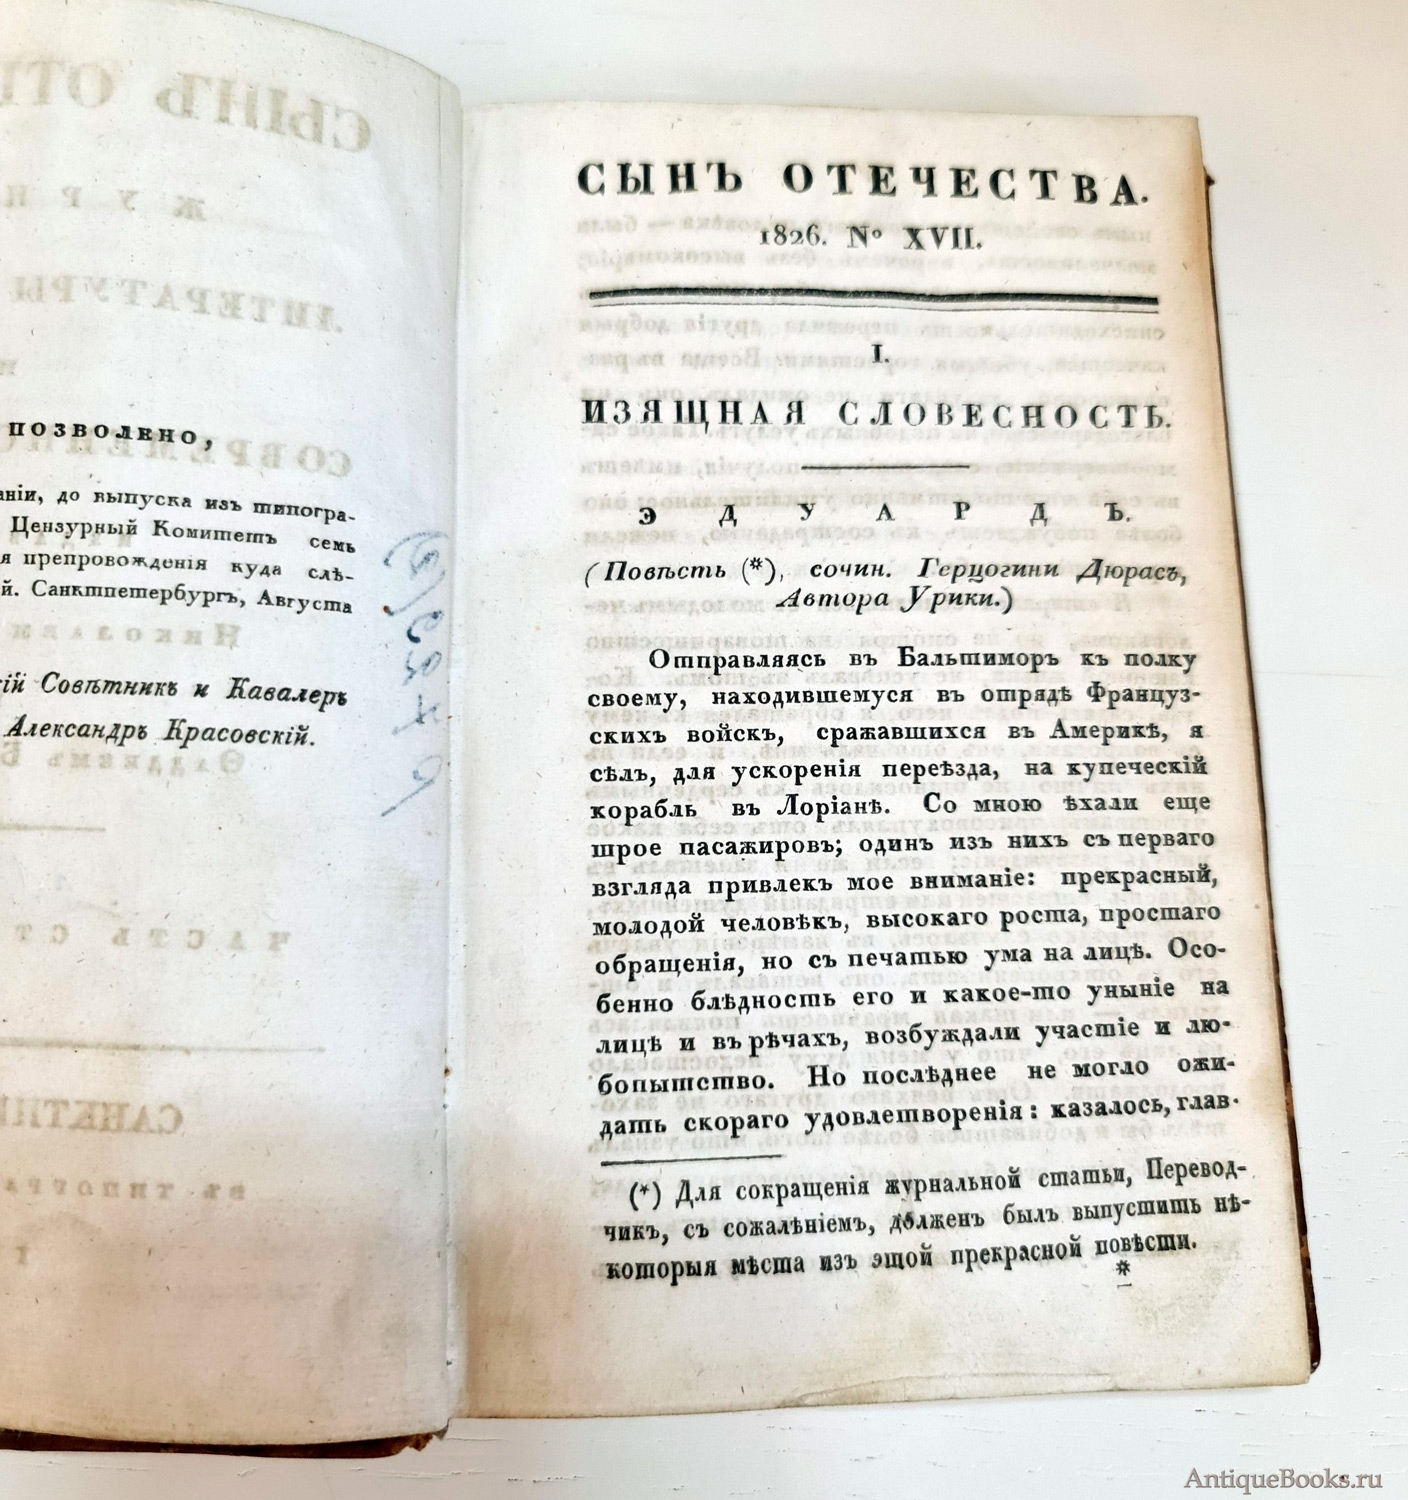 позволено,
аніи, до выпуска изъ типогра-
Цензурный Комитетъ семь
я препровожденія куда слѣ-
й. Санктпетербургъ, Августа
ій Совѣтникъ и Кавалеръ
Александръ Красовскій.
СЫНЪ ОТЕЧЕСТВА.
1826. № XVII.
I.
ИЗЯЩНАЯ СЛОВЕСНОСТЬ.
ЭДУАРДЪ.
(Повѣсть (*), сочин. Герцогини Дюрасъ,
Автора Урики.)
Отправляясь въ Бальтиморъ къ полку
своему, находившемуся въ отрядѣ Француз-
скихъ войскъ, сражавшихся въ Америкѣ, я
сѣлъ, для ускоренія переѣзда, на купеческій
корабль въ Лоріанѣ. Со мною ѣхали еще
трое пасажировъ; одинъ изъ нихъ съ перваго
взгляда привлекъ мое вниманіе: прекрасный,
молодой человѣкъ, высокаго роста, простаго
обращенія, но съ печатью ума на лицѣ. Осо-
бенно блѣдность его и какое-то уныніе на
лицѣ и въ рѣчахъ, возбуждали участіе и лю-
бопытство. Но послѣднее не могло ожи-
дать скораго удовлетворенія: казалось, глав-
(*) Для сокращенія журнальной статьи, Перевод-
чикъ, съ сожалѣніемъ, долженъ былъ выпустить нѣ-
которыя мѣста изъ этой прекрасной повѣсти.
*
AntiqueBooks.ru